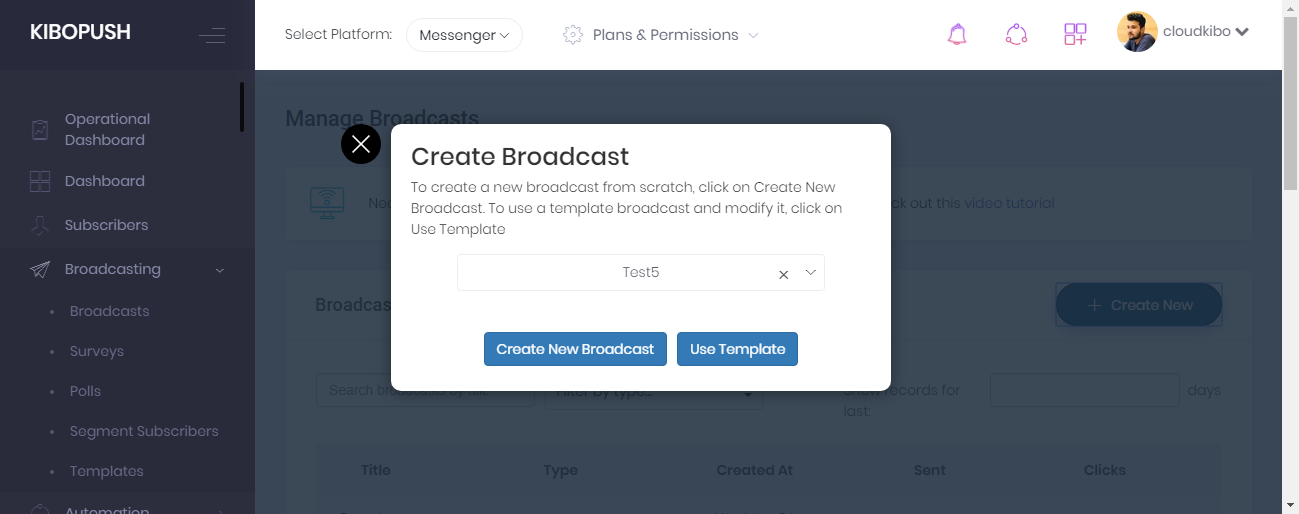 KIBOPUSH
Select Platform:
Messenger
Plans & Permissions
cloudkibo
Operational
Dashboard
Dashboard
Subscribers
Broadcasting
Broadcasts
Surveys
Polls
Segment Subscribers
Templates
Automation
Manage Broadcasts
ck out this video tutorial
Create Broadcast
To create a new broadcast from scratch, click on Create New
Broadcast. To use a template broadcast and modify it, click on
Use Template
Test5
Create New Broadcast
Use Template
Broadcas
Create New
Search broadcasts by title
Filter by type...
Show records for
last:
days
Title
Type
Created At
Sent
Clicks